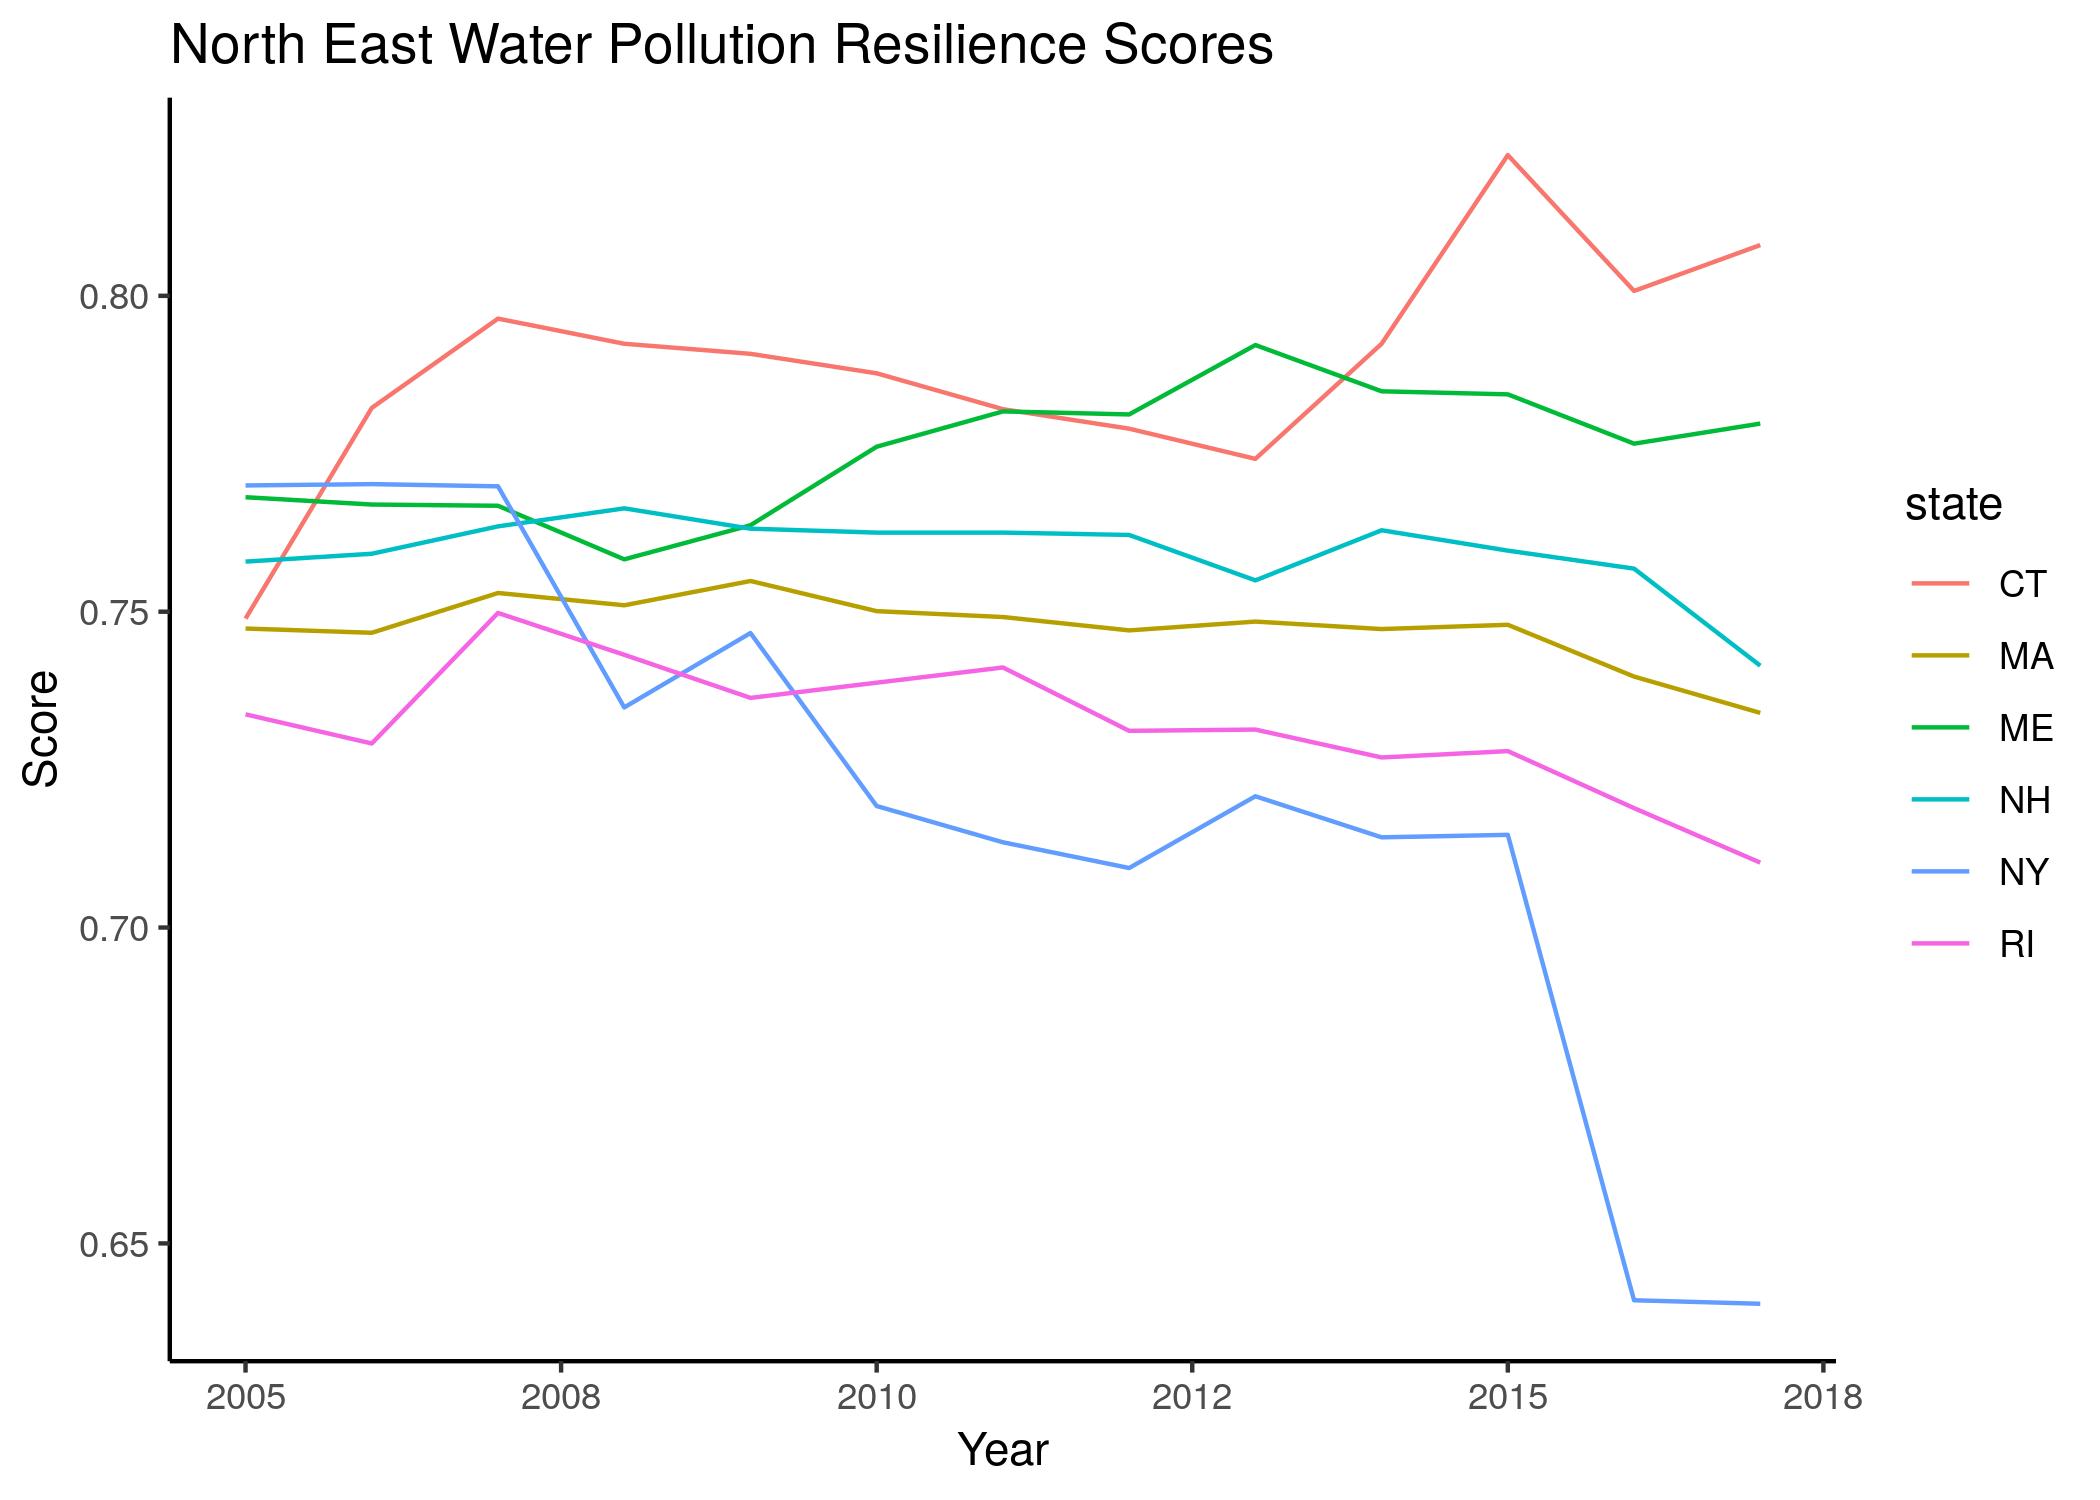 North East Water Pollution Resilience Scores
0.80
0.75
0.70
0.65
Score
2005 2008 2010 2012 2015 2018
Year
state
CT
MA
ME
NH
NY
RI